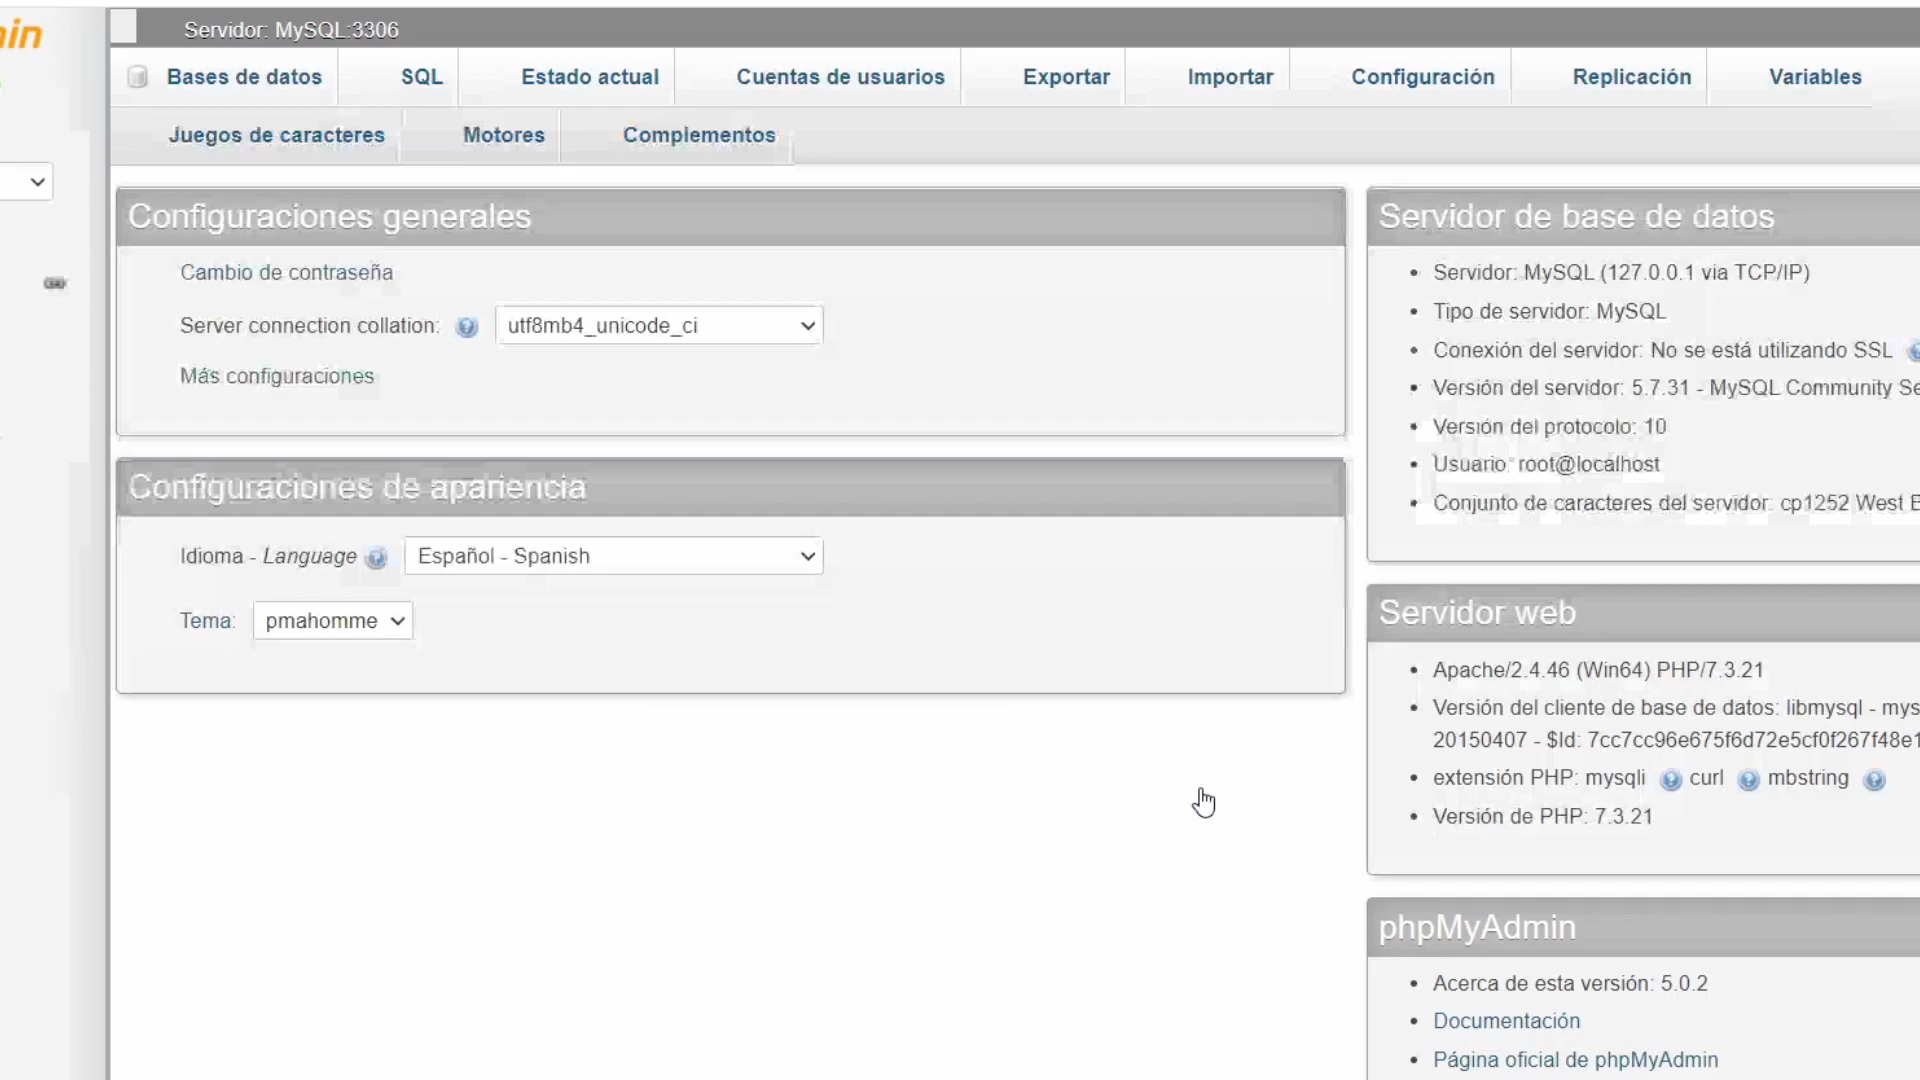 Servidor: MySQL:3306
Bases de datos SQL Estado actual Cuentas de usuarios Exportar Importar Configuración Replicación Variables
Juegos de caracteres Motores Complementos
Configuraciones generales
Cambio de contraseña
Server connection collation: utf8mb4_unicode_ci
Más configuraciones
Configuraciones de apariencia
Idioma - Language Español - Spanish
Tema: pmahomme
Servidor de base de datos
Servidor: MySQL (127.0.0.1 via TCP/IP)
Tipo de servidor: MySQL
Conexión del servidor: No se está utilizando SSL
Versión del servidor: 5.7.31 - MySQL Community Se
Versión del protocolo: 10
Usuario: root@localhost
Conjunto de caracteres del servidor: cp1252 West E
Servidor web
Apache/2.4.46 (Win64) PHP/7.3.21
Versión del cliente de base de datos: libmysql - mys
20150407 - $Id: 7cc7cc96e675f6d72e5cf0f267f48e1
extensión PHP: mysqli curl mbstring
Versión de PHP: 7.3.21
phpMyAdmin
Acerca de esta versión: 5.0.2
Documentación
Página oficial de phpMyAdmin